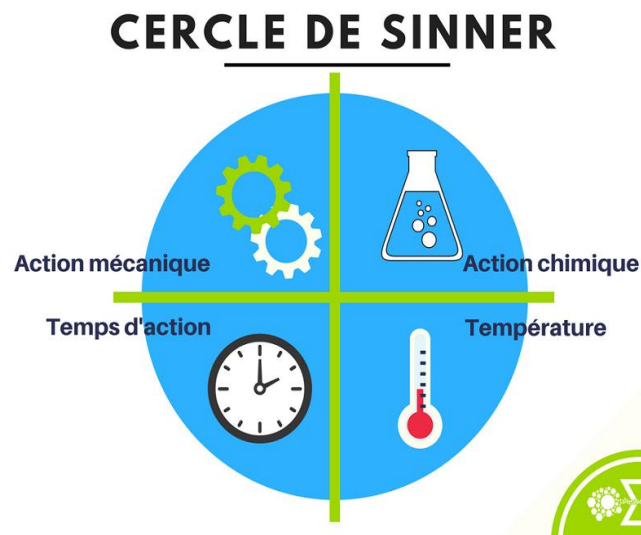 CERCLE DE SINNER
Action mécanique
Action chimique
Temps d'action
Température